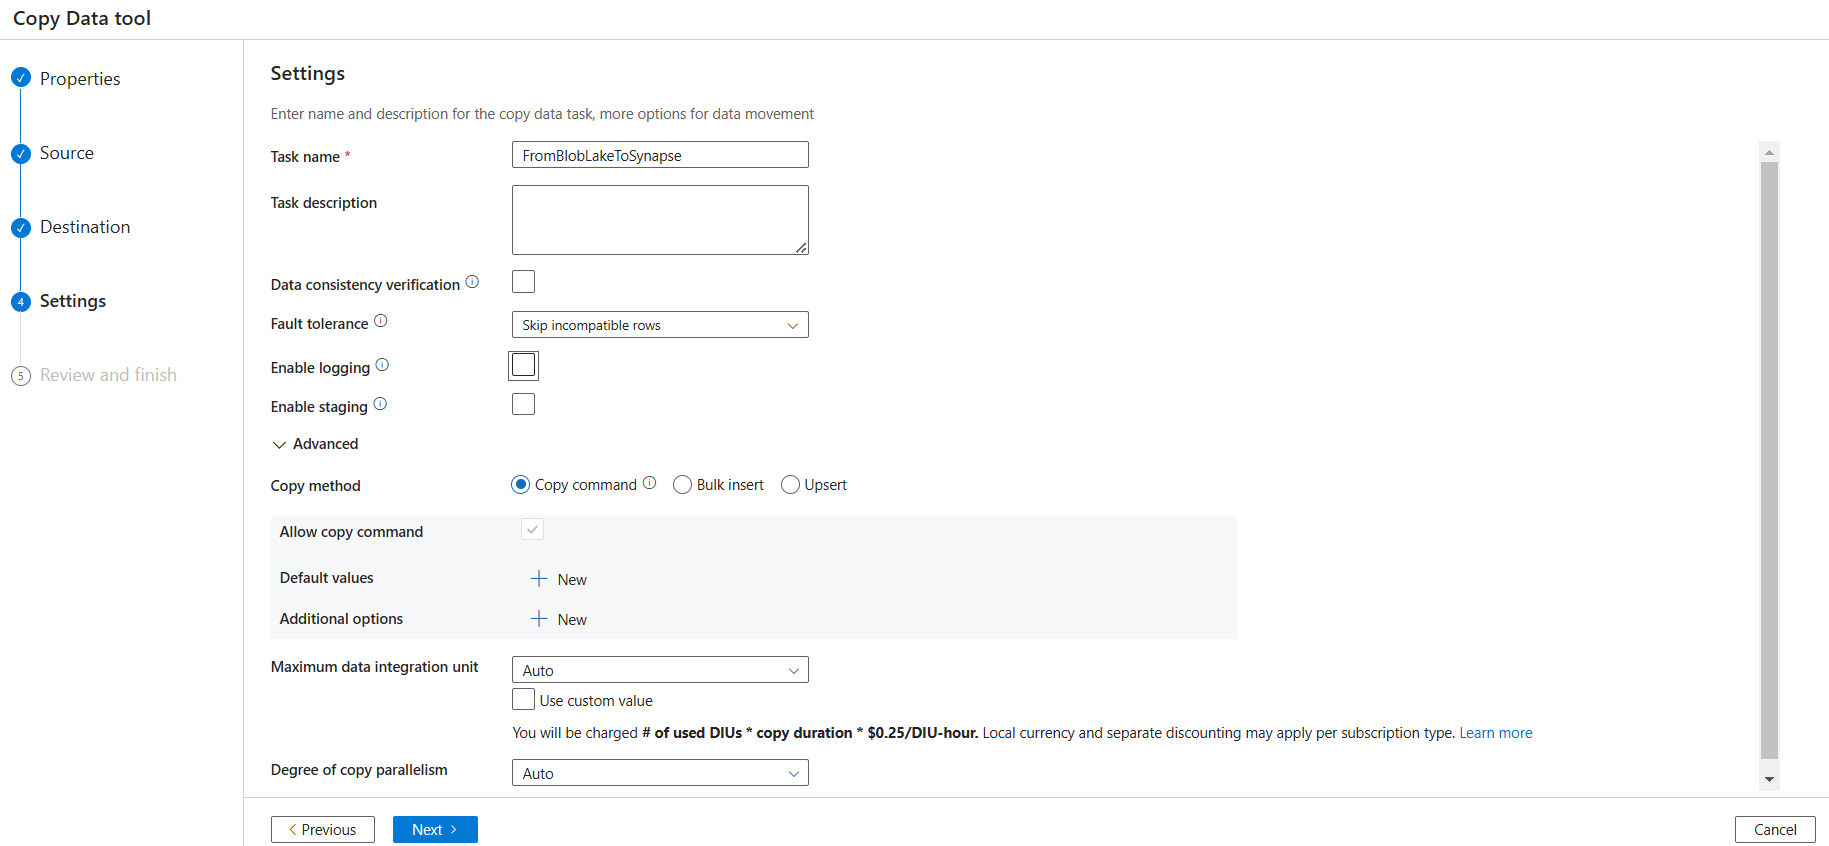 Copy Data tool
Properties
Source
Destination
4 Settings
5 Review and finish
Settings
Enter name and description for the copy data task, more options for data movement
Task name * FromBlobLakeToSynapse
Task description
Data consistency verification
Fault tolerance Skip incompatible rows
Enable logging
Enable staging
Advanced
Copy method Copy command Bulk insert Upsert
Allow copy command
Default values New
Additional options New
Maximum data integration unit Auto
Use custom value
You will be charged # of used DIUs * copy duration * $0.25/DIU-hour. Local currency and separate discounting may apply per subscription type. Learn more
Degree of copy parallelism Auto
Previous Next Cancel